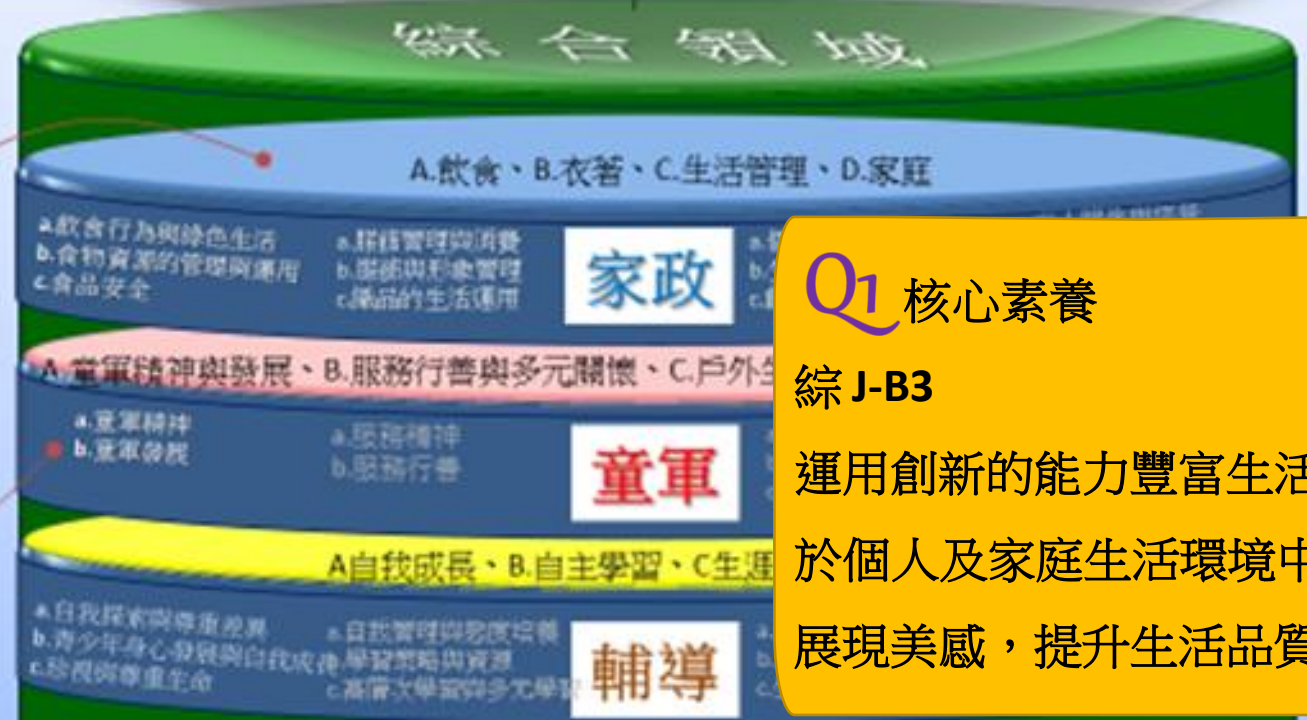 綜合領域
A.飲食、B.衣著、C.生活管理、D.家庭
a.飲食行為與綠色生活
b.食物資源的管理與運用
c.食品安全
a.服飾管理與消費
b.服飾與形象管理
c.織品的生活運用
家政
A.童軍精神與發展、B.服務行善與多元關懷、C.戶外生
a.童軍精神
b.童軍發展
a.服務精神
b.服務行善
童軍
A自我成長、B.自主學習、C生涯
a.自我探索與尊重差異
b.青少年身心發展與自我成長
c.珍視與尊重生命
a.自我管理與態度培養
b.學習策略與資源
c.高層次學習與多元學習
輔導
Q1 核心素養
綜 J-B3
運用創新的能力豐富生活
於個人及家庭生活環境中
展現美感，提升生活品質